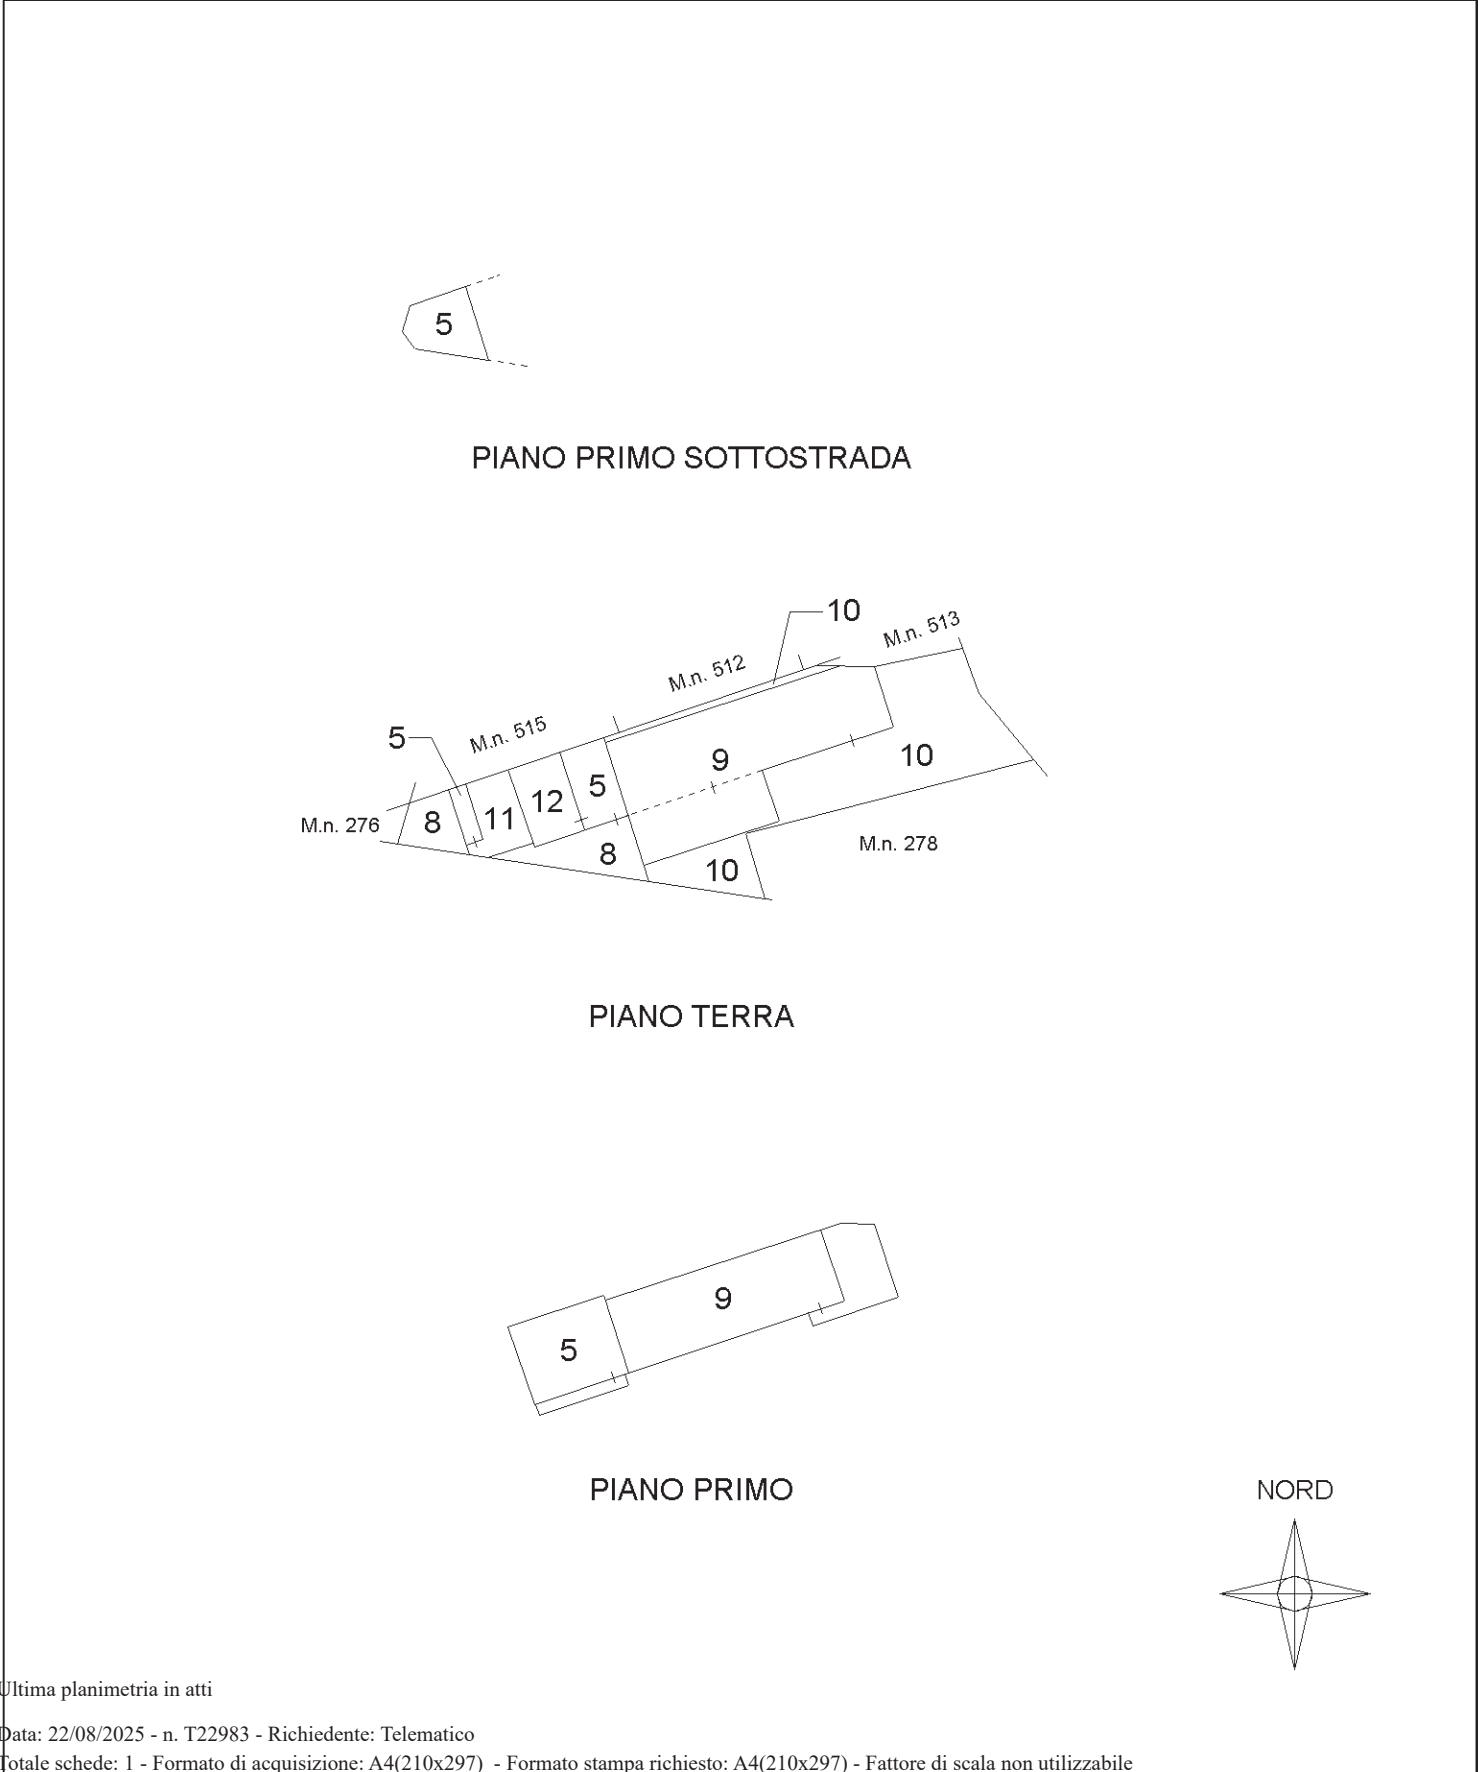 5
PIANO PRIMO SOTTOSTRADA
10
M.n. 513
M.n. 512
M.n. 515
5
9
10
5
12
11
8
M.n. 276
8
10
M.n. 278
PIANO TERRA
9
5
PIANO PRIMO
NORD
Ultima planimetria in atti
Data: 22/08/2025 - n. T22983 - Richiedente: Telematico
Totale schede: 1 - Formato di acquisizione: A4(210x297) - Formato stampa richiesto: A4(210x297) - Fattore di scala non utilizzabile